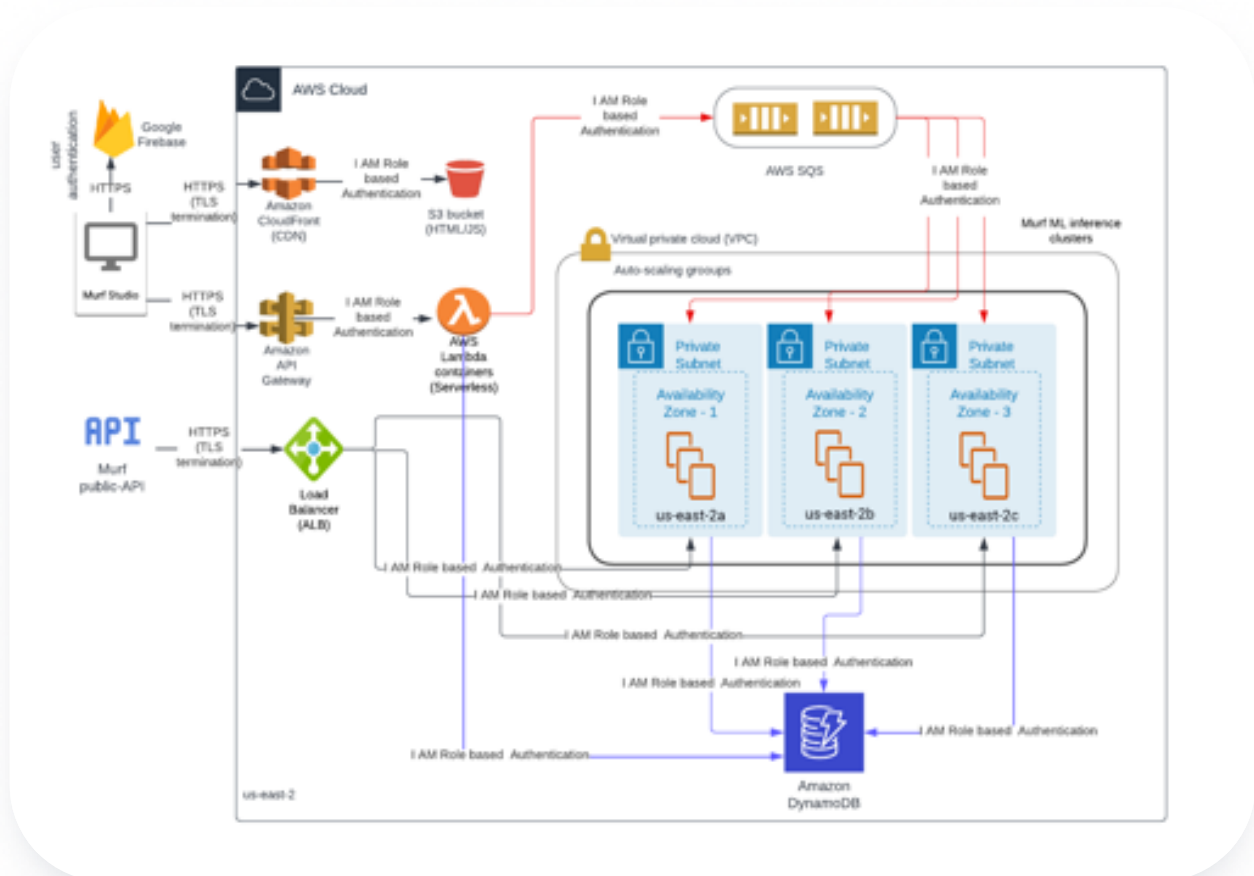 AWS Cloud
user
authentication
Google
Firebase
HTTPS
Murf Studio
HTTPS
(TLS
termination)
Amazon
CloudFront
(CDN)
I AM Role
based
Authentication
S3 bucket
(HTML/JS)
I AM Role
based
Authentication
AWS SQS
I AM Role
based
Authentication
Murf ML inference
clusters
Virtual private cloud (VPC)
Auto-scaling grooups
HTTPS
(TLS
termination)
Amazon
API
Gateway
I AM Role
based
Authentication
AWS
Lambda
containers
(Serverless)
Private
Subnet
Availability
Zone - 1
us-east-2a
Private
Subnet
Availability
Zone - 2
us-east-2b
Private
Subnet
Availability
Zone - 3
us-east-2c
API
Murf
public-API
HTTPS
(TLS
termination)
Load
Balancer
(ALB)
I AM Role based Authentication
I AM Role based Authentication
I AM Role based Authentication
I AM Role based Authentication
I AM Role based Authentication
I AM Role based Authentication
I AM Role based Authentication
Amazon
DynamoDB
us-east-2